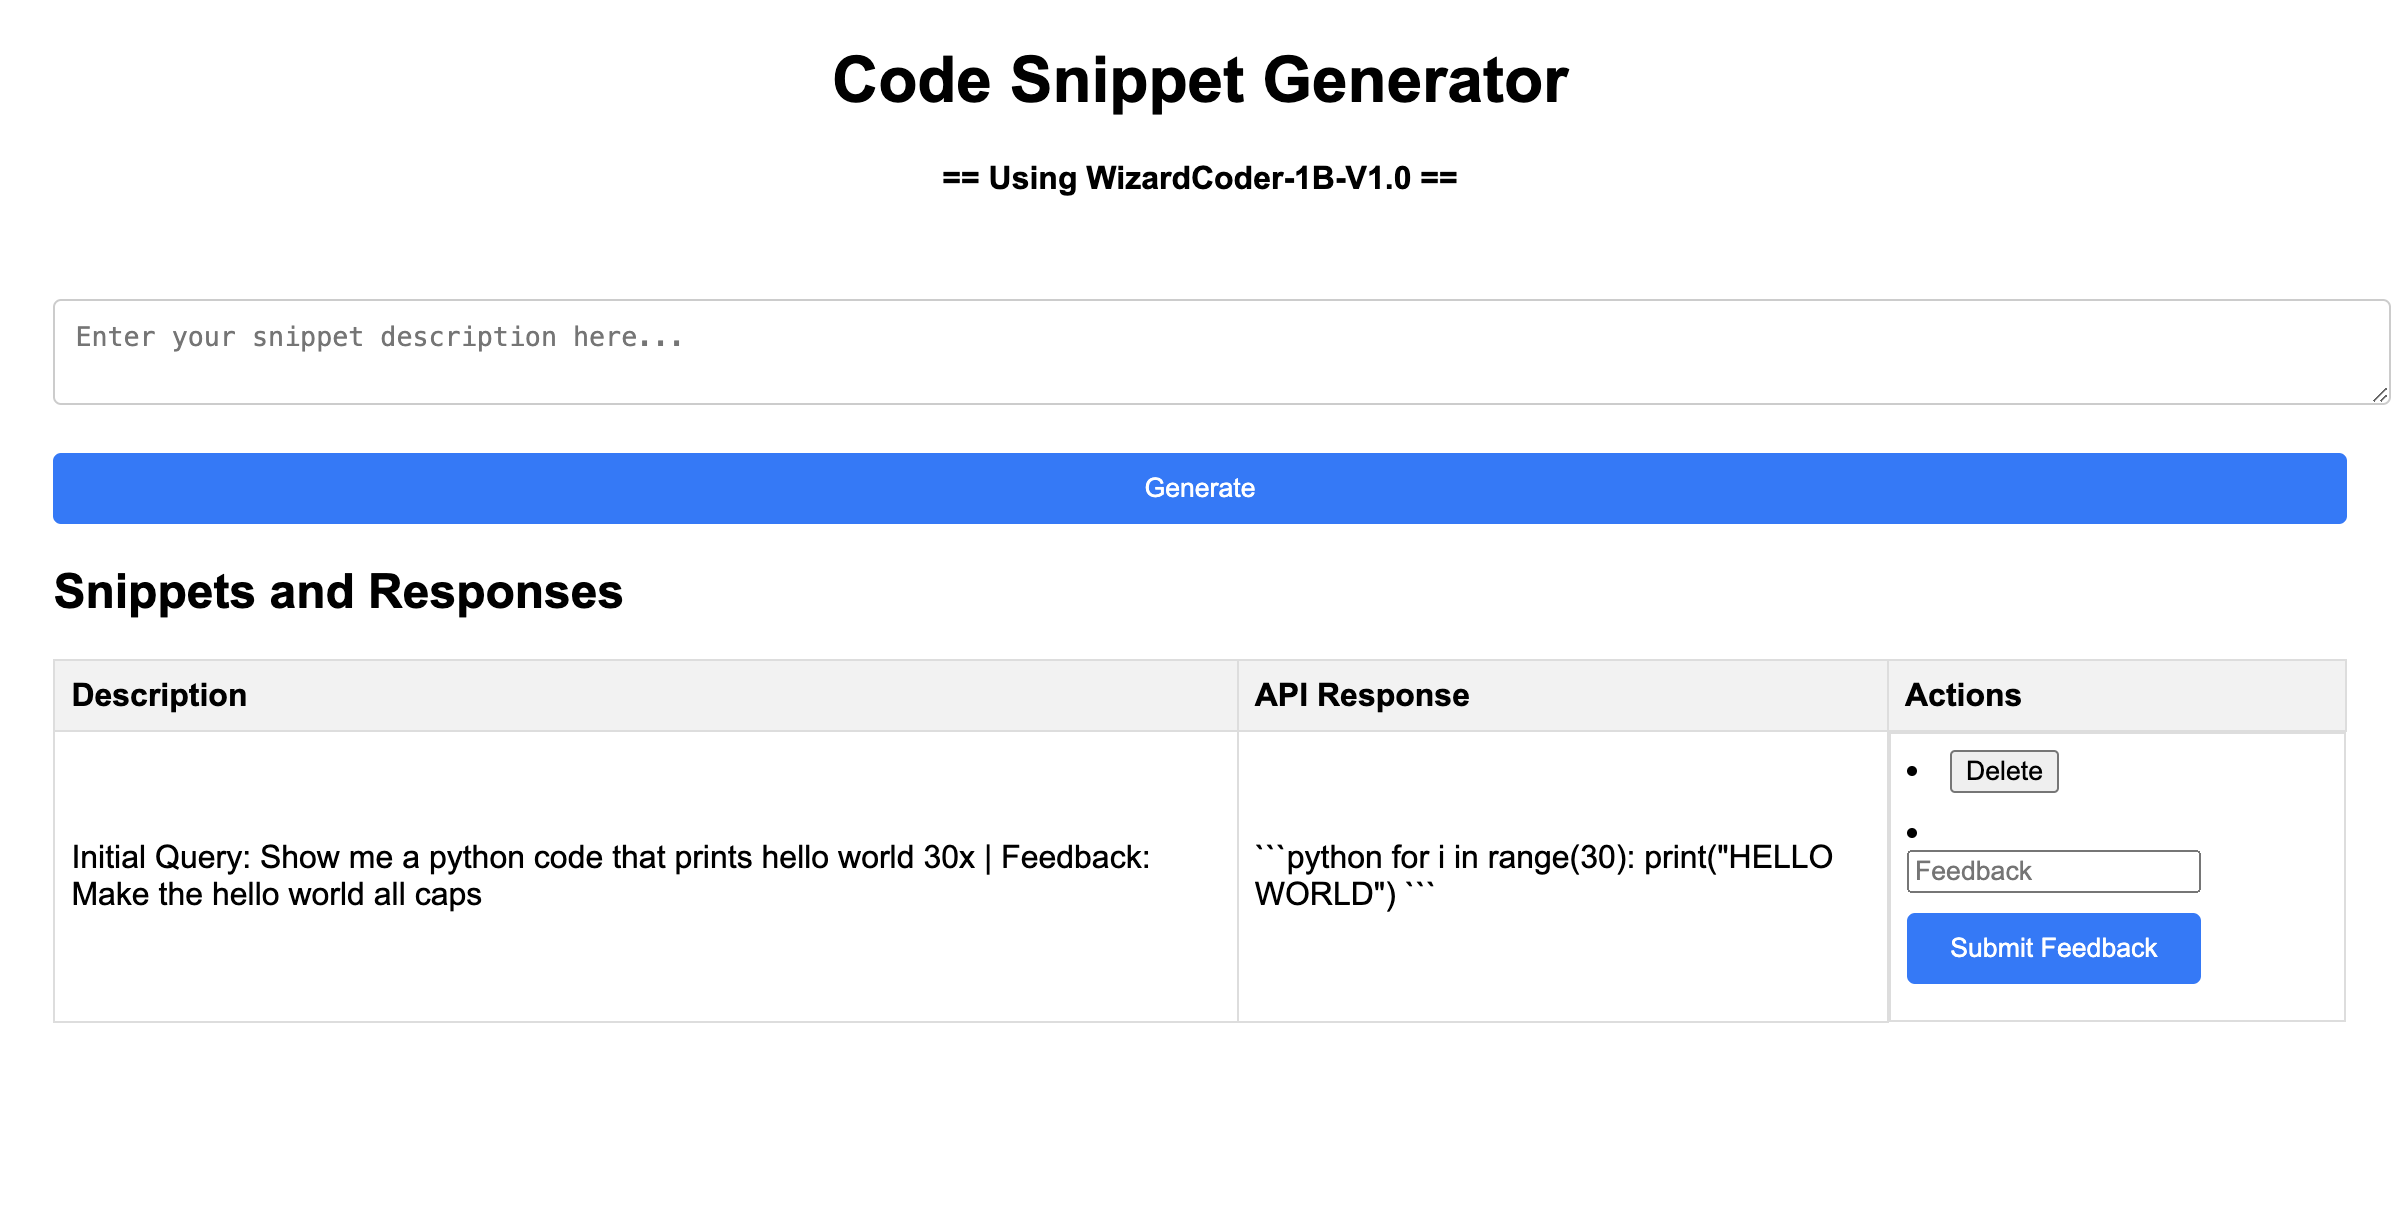 Code Snippet Generator
== Using WizardCoder-1B-V1.0 ==
Enter your snippet description here...
Generate
Snippets and Responses
Description
API Response
Actions
Initial Query: Show me a python code that prints hello world 30x | Feedback:
Make the hello world all caps
```python for i in range(30): print("HELLO
WORLD") ```
Delete
Feedback
Submit Feedback